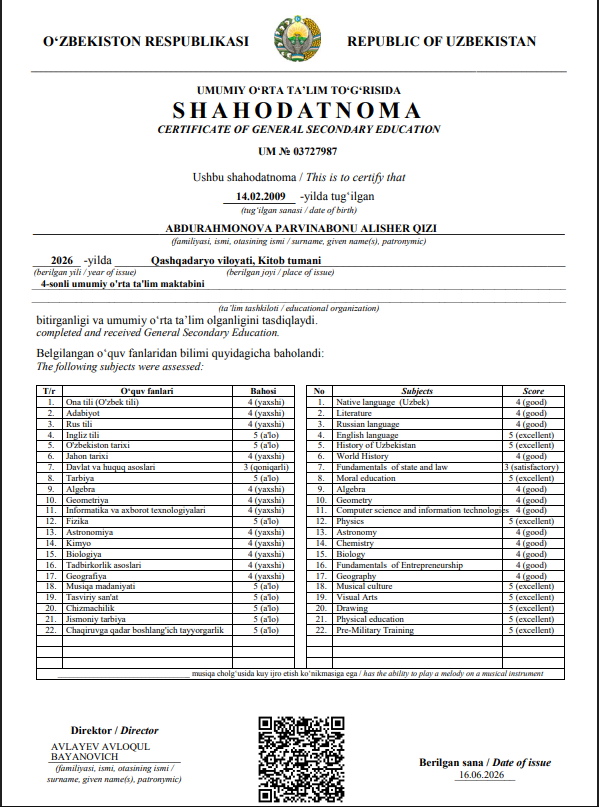 O‘ZBEKISTON RESPUBLIKASI REPUBLIC OF UZBEKISTAN
UMUMIY O‘RTA TA’LIM TO‘G‘RISIDA
SHAHODATNOMA
CERTIFICATE OF GENERAL SECONDARY EDUCATION
UM № 03727987
Ushbu shahodatnoma / This is to certify that
14.02.2009 -yilda tug‘ilgan
(tug‘ilgan sanasi / date of birth)
ABDURAHMONOVA PARVINABONU ALISHER QIZI
(familiyasi, ismi, otasining ismi / surname, given name(s), patronymic)
2026 -yilda Qashqadaryo viloyati, Kitob tumani
(berilgan yili / year of issue) (berilgan joyi / place of issue)
4-sonli umumiy o'rta ta'lim maktabini
(ta’lim tashkiloti / educational organization)
bitirganligi va umumiy o‘rta ta’lim olganligini tasdiqlaydi.
completed and received General Secondary Education.
Belgilangan o‘quv fanlaridan bilimi quyidagicha baholandi:
The following subjects were assessed:
T/r O‘quv fanlari Bahosi No Subjects Score
1. Ona tili (O'zbek tili) 4 (yaxshi) 1. Native language (Uzbek) 4 (good)
2. Adabiyot 4 (yaxshi) 2. Literature 4 (good)
3. Rus tili 4 (yaxshi) 3. Russian language 4 (good)
4. Ingliz tili 5 (a'lo) 4. English language 5 (excellent)
5. O'zbekiston tarixi 5 (a'lo) 5. History of Uzbekistan 5 (excellent)
6. Jahon tarixi 4 (yaxshi) 6. World History 4 (good)
7. Davlat va huquq asoslari 3 (qoniqarli) 7. Fundamentals of state and law 3 (satisfactory)
8. Tarbiya 5 (a'lo) 8. Moral education 5 (excellent)
9. Algebra 4 (yaxshi) 9. Algebra 4 (good)
10. Geometriya 4 (yaxshi) 10. Geometry 4 (good)
11. Informatika va axborot texnologiyalari 4 (yaxshi) 11. Computer science and information technologies 4 (good)
12. Fizika 5 (a'lo) 12. Physics 5 (excellent)
13. Astronomiya 4 (yaxshi) 13. Astronomy 4 (good)
14. Kimyo 4 (yaxshi) 14. Chemistry 4 (good)
15. Biologiya 4 (yaxshi) 15. Biology 4 (good)
16. Tadbirkorlik asoslari 4 (yaxshi) 16. Fundamentals of Entrepreneurship 4 (good)
17. Geografiya 4 (yaxshi) 17. Geography 4 (good)
18. Musiqa madaniyati 5 (a'lo) 18. Musical culture 5 (excellent)
19. Tasviriy san'at 5 (a'lo) 19. Visual Arts 5 (excellent)
20. Chizmachilik 5 (a'lo) 20. Drawing 5 (excellent)
21. Jismoniy tarbiya 5 (a'lo) 21. Physical education 5 (excellent)
22. Chaqiruvga qadar boshlang'ich tayyorgarlik 5 (a'lo) 22. Pre-Military Training 5 (excellent)
musiqa cholg‘usida kuy ijro etish ko‘nikmasiga ega / has the ability to play a melody on a musical instrument
Direktor / Director
AVLAYEV AVLOQUL
BAYANOVICH
(familiyasi, ismi, otasining ismi /
surname, given name(s), patronymic)
Berilgan sana / Date of issue
16.06.2026